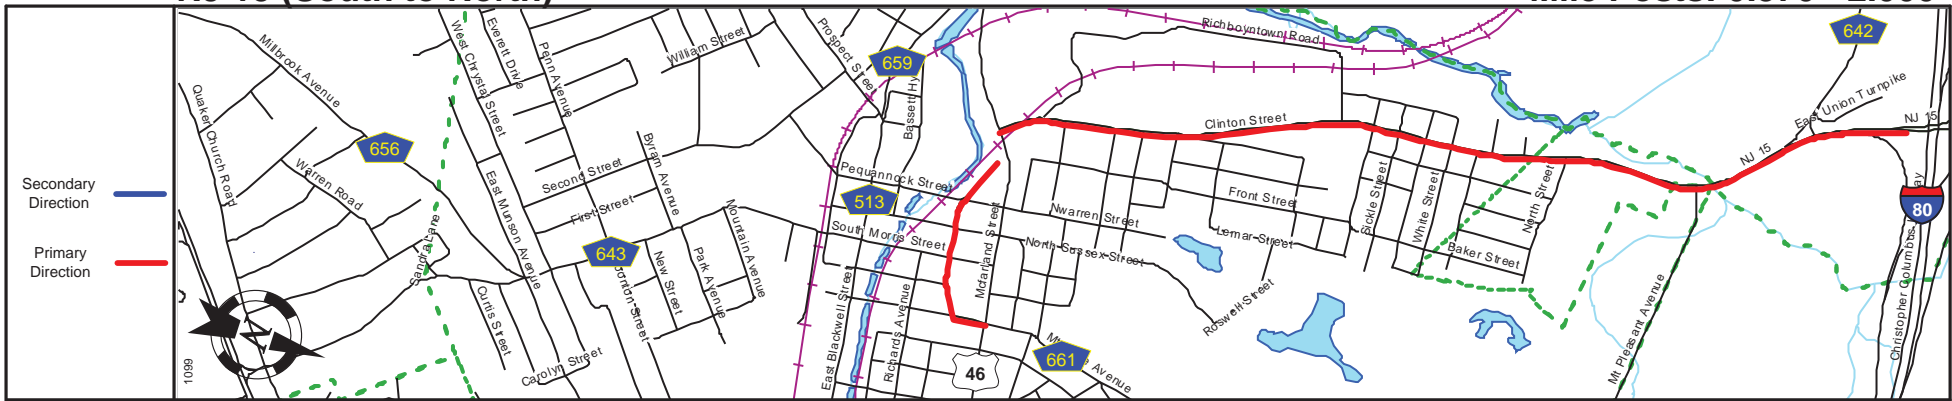 Secondary
Direction
Primary
Direction
Millbrook Avenue
Quaker Church Road
Warren Road
656
Sandra Lane
1099
N
West Chrystal Street
Everett Drive
Penn Avenue
William Street
Prospect Street
659
Bassett
Second Street
First Street
Byram Avenue
East Munson Avenue
643
New Street
Park Avenue
Mountain Avenue
Curtis Street
Carolyn Street
Pequannock Street
513
South Morris Street
East Blackwell Street
Richards Avenue
Mcfarland Street
46
661
Avenue
Richboyntown Road
Clinton Street
Nwarren Street
North Sussex Street
Front Street
Lemar Street
Roswell Street
Sickle Street
White Street
North Street
Baker Street
642
East Union Turnpike
NJ 15
NJ 15
80
Mt Pleasant Avenue
Christopher Columbus